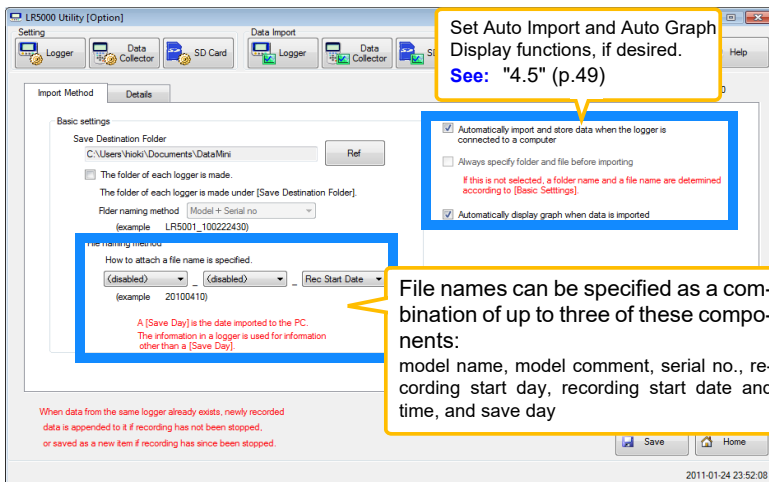 LR5000 Utility [Option]
Setting
Data Import
Logger
Data
Collector
SD Card
Logger
Data
Collector
Help
Set Auto Import and Auto Graph
Display functions, if desired.
See: "4.5" (p.49)
Import Method
Details
Basic settings
Save Destination Folder
C:\Users\hioki\Documents\DataMini
Ref
The folder of each logger is made.
The folder of each logger is made under [Save Destination Folder].
Flder naming method
Model + Serial no
(example LR5001_100222430)
File naming method
How to attach a file name is specified.
(disabled) _ (disabled) _ Rec Start Date
(example 20100410)
A [Save Day] is the date imported to the PC.
The information in a logger is used for information
other than a [Save Day].
Automatically import and store data when the logger is
connected to a computer
Always specify folder and file before importing
If this is not selected, a folder name and a file name are determined
according to [Basic Setttings].
Automatically display graph when data is imported
File names can be specified as a com-
bination of up to three of these compo-
nents:
model name, model comment, serial no., re-
cording start day, recording start date and
time, and save day
When data from the same logger already exists, newly recorded
data is appended to it if recording has not been stopped,
or saved as a new item if recording has since been stopped.
Save
Home
2011-01-24 23:52:08